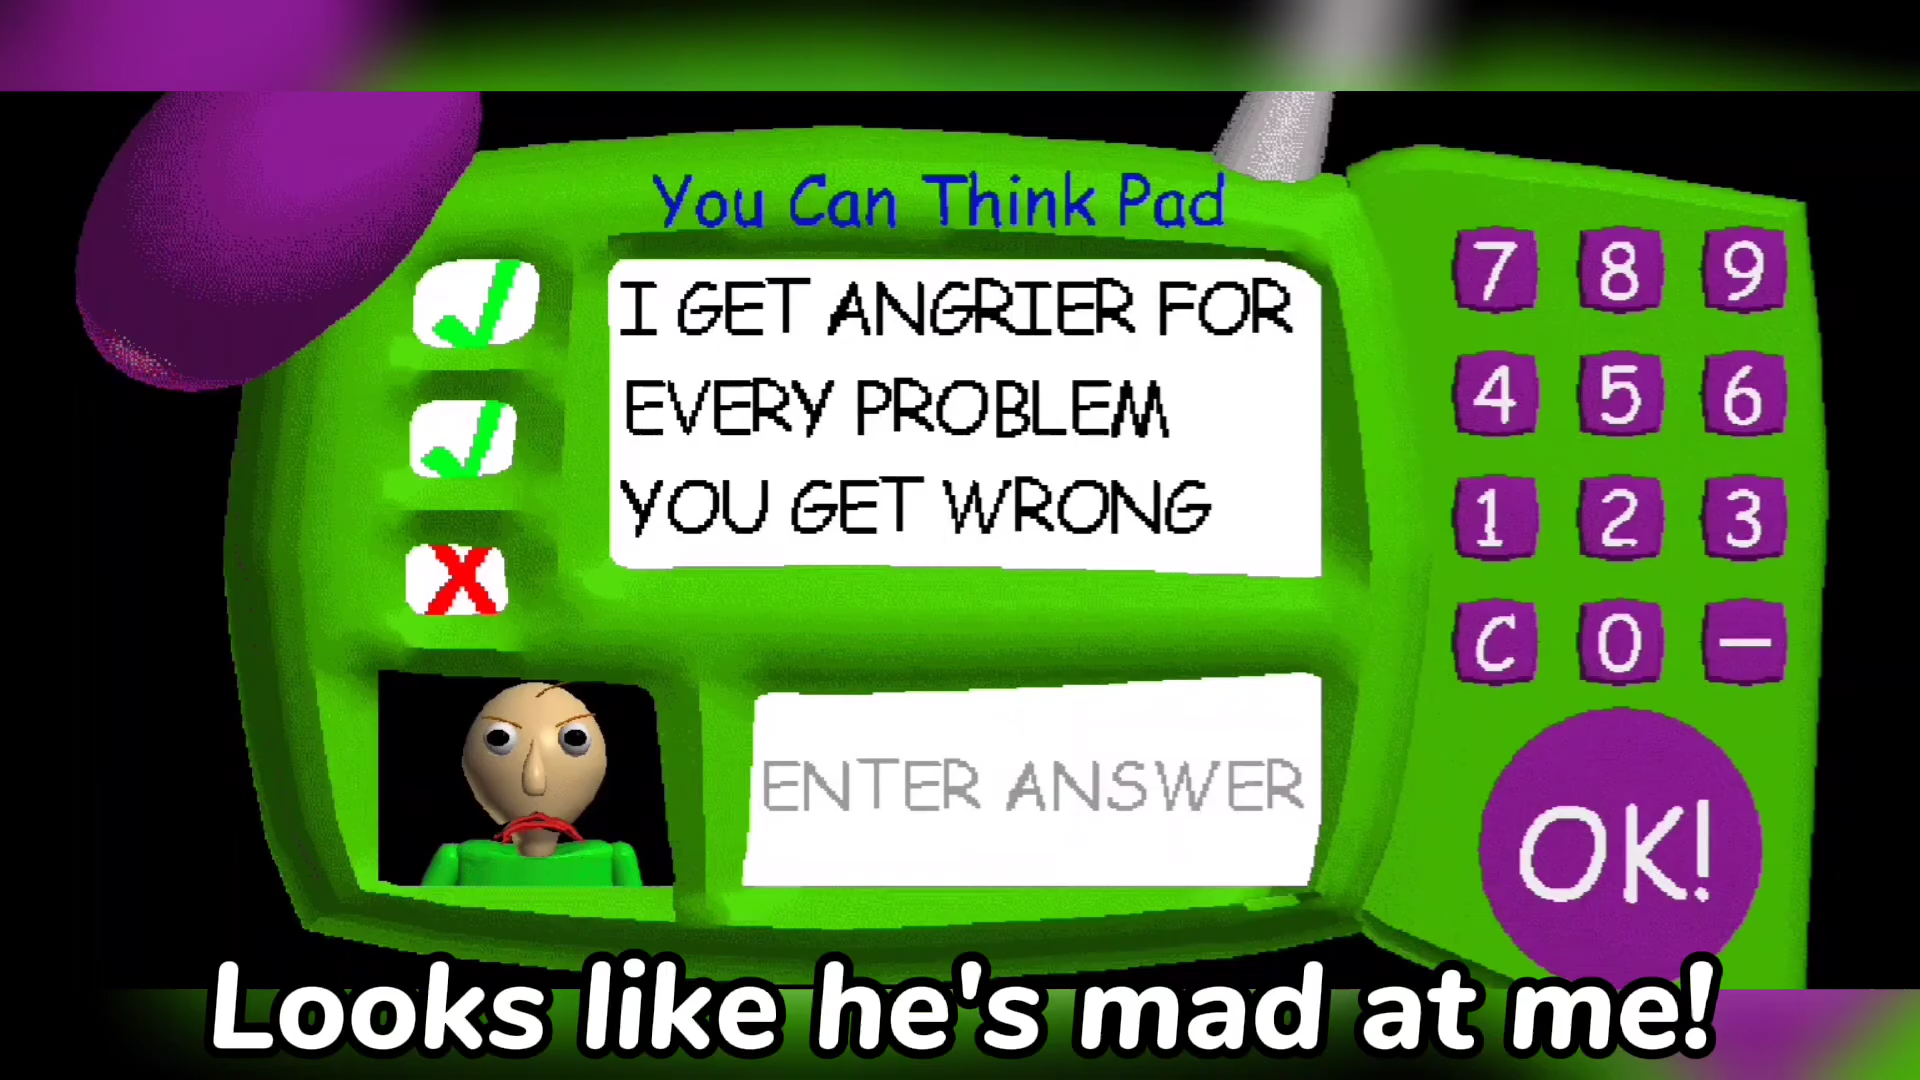 You Can Think Pad
I GET ANGRIER FOR
EVERY PROBLEM
YOU GET WRONG
7 8 9
4 5 6
1 2 3
C 0 —
ENTER ANSWER
OK!
Looks like he's mad at me!